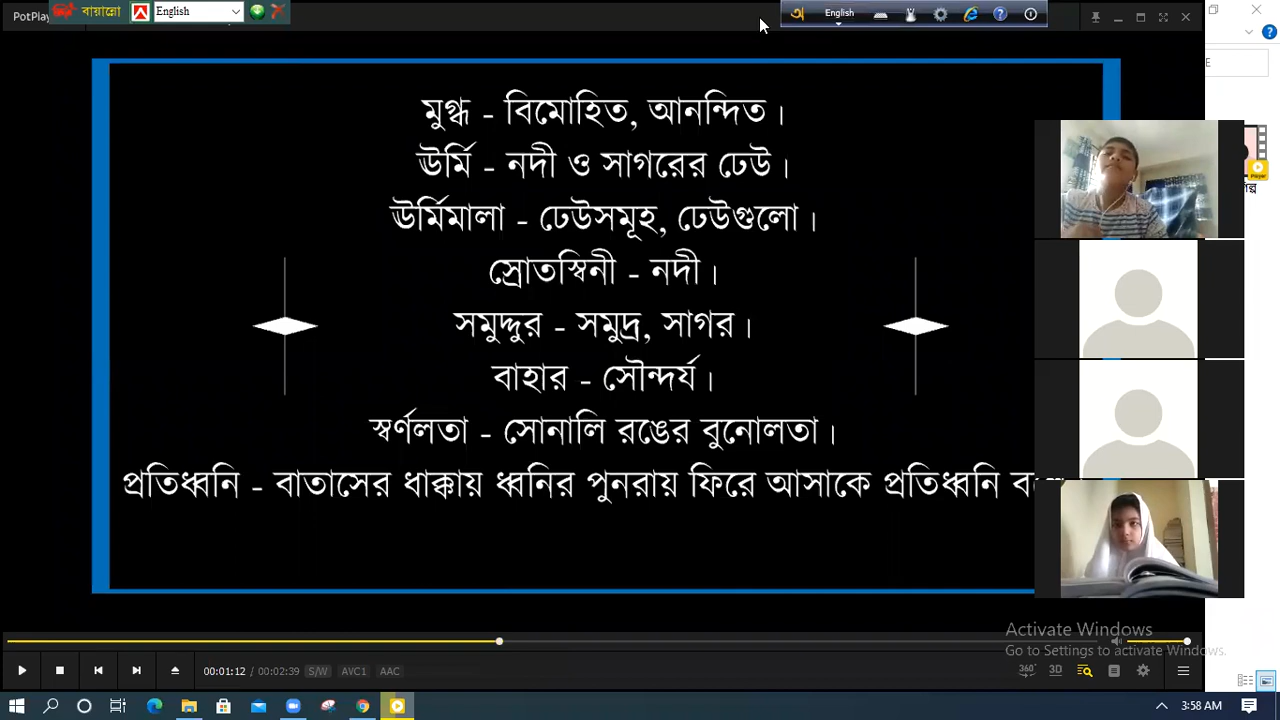 PotPlay
বায়ান্নো
English
অ English
মুগ্ধ - বিমোহিত, আনন্দিত।
ঊর্মি - নদী ও সাগরের ঢেউ।
ঊর্মিমালা - ঢেউসমূহ, ঢেউগুলো।
স্রোতস্বিনী - নদী।
সমুদ্দুর - সমুদ্র, সাগর।
বাহার - সৌন্দর্য।
স্বর্ণলতা - সোনালি রঙের বুনোলতা।
প্রতিধ্বনি - বাতাসের ধাক্কায় ধ্বনির পুনরায় ফিরে আসাকে প্রতিধ্বনি
Player
Activate Windows
Go to Settings to activate Windows.
00:01:12 / 00:02:39 S/W AVC1 AAC
360° 3D
3:58 AM